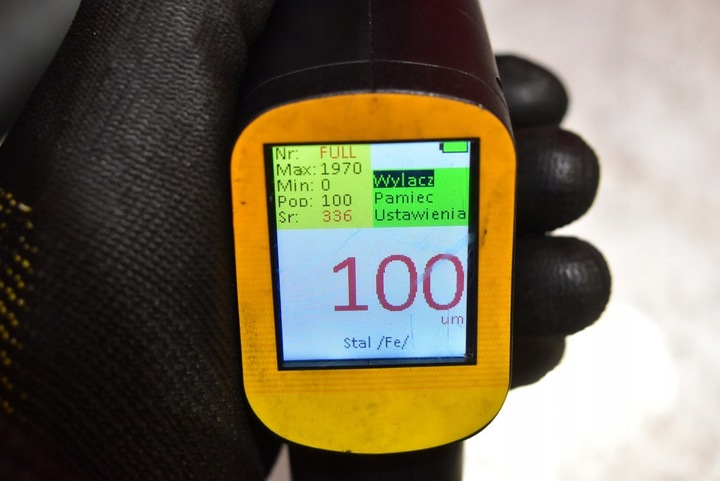 Nr: FULL
Max: 1970
Min: 0
Pop: 100
Sr: 336
Wylacz
Pamiec
Ustawienia
100
um
Stal /Fe/